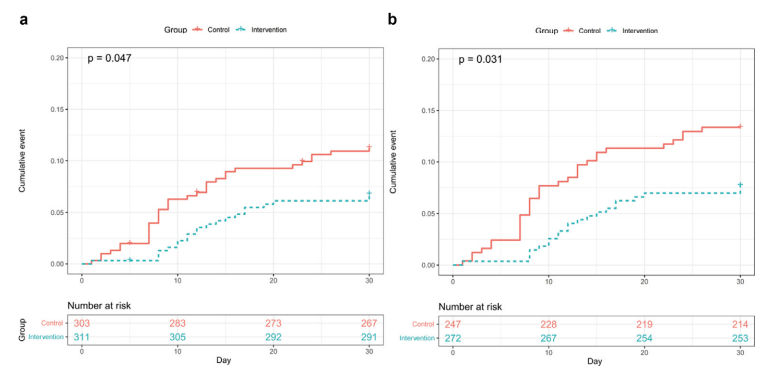 a
Group Control Intervention
p = 0.047
0.20
0.15
0.10
0.05
0.00
Cumulative event
0 10 20 30
Number at risk
Group
Control 303 283 273 267
Intervention 311 305 292 291
0 10 20 30
Day
b
Group Control Intervention
p = 0.031
0.20
0.15
0.10
0.05
0.00
Cumulative event
0 10 20 30
Number at risk
Control 247 228 219 214
Intervention 272 267 254 253
0 10 20 30
Day